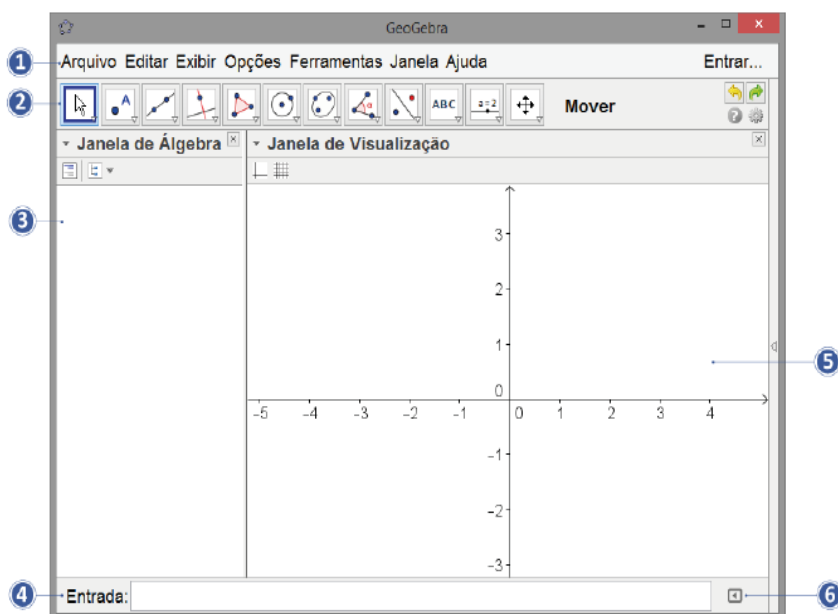 GeoGebra
1 Arquivo Editar Exibir Opções Ferramentas Janela Ajuda Entrar...
2 A α ABC a=2 Mover
Janela de Álgebra Janela de Visualização
3
3
2
1
5
0
-5 -4 -3 -2 -1 0 1 2 3 4
-1
-2
-3
4 Entrada: 6